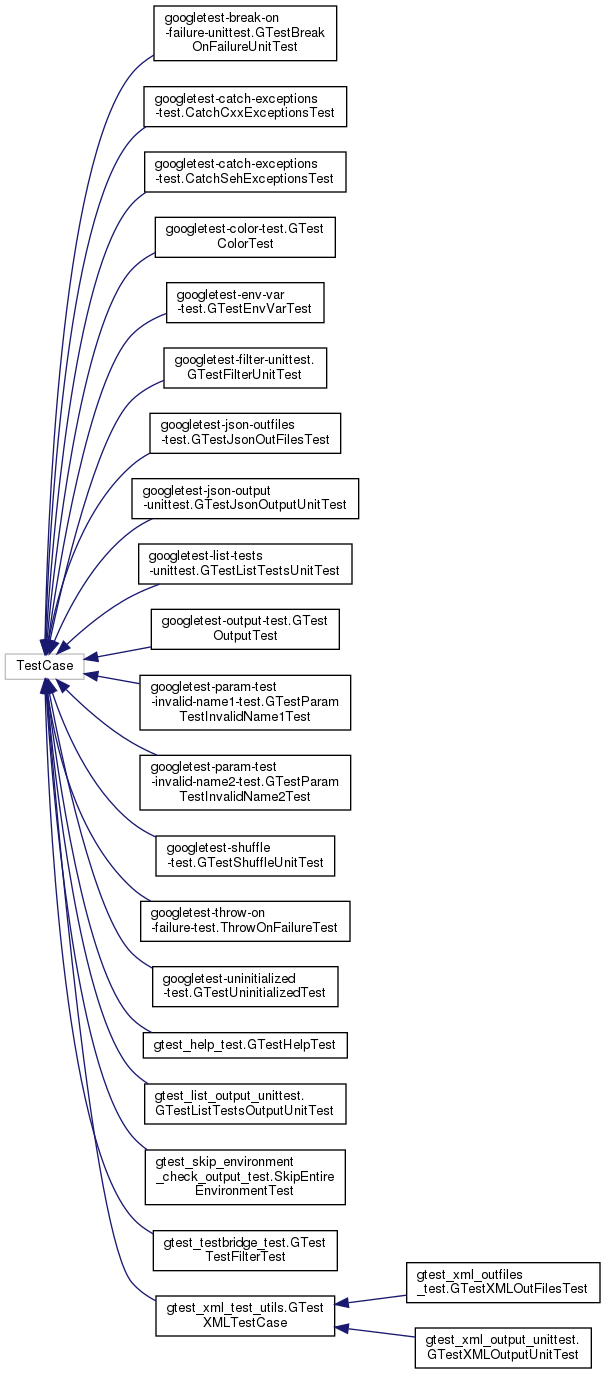 googletest-break-on
-failure-unittest.GTestBreak
OnFailureUnitTest
googletest-catch-exceptions
-test.CatchCxxExceptionsTest
googletest-catch-exceptions
-test.CatchSehExceptionsTest
googletest-color-test.GTest
ColorTest
googletest-env-var
-test.GTestEnvVarTest
googletest-filter-unittest.
GTestFilterUnitTest
googletest-json-outfiles
-test.GTestJsonOutFilesTest
googletest-json-output
-unittest.GTestJsonOutputUnitTest
googletest-list-tests
-unittest.GTestListTestsUnitTest
googletest-output-test.GTest
OutputTest
TestCase
googletest-param-test
-invalid-name1-test.GTestParam
TestInvalidName1Test
googletest-param-test
-invalid-name2-test.GTestParam
TestInvalidName2Test
googletest-shuffle
-test.GTestShuffleUnitTest
googletest-throw-on
-failure-test.ThrowOnFailureTest
googletest-uninitialized
-test.GTestUninitializedTest
gtest_help_test.GTestHelpTest
gtest_list_output_unittest.
GTestListTestsOutputUnitTest
gtest_skip_environment
_check_output_test.SkipEntire
EnvironmentTest
gtest_testbridge_test.GTest
TestFilterTest
gtest_xml_test_utils.GTest
XMLTestCase
gtest_xml_outfiles
_test.GTestXMLOutFilesTest
gtest_xml_output_unittest.
GTestXMLOutputUnitTest